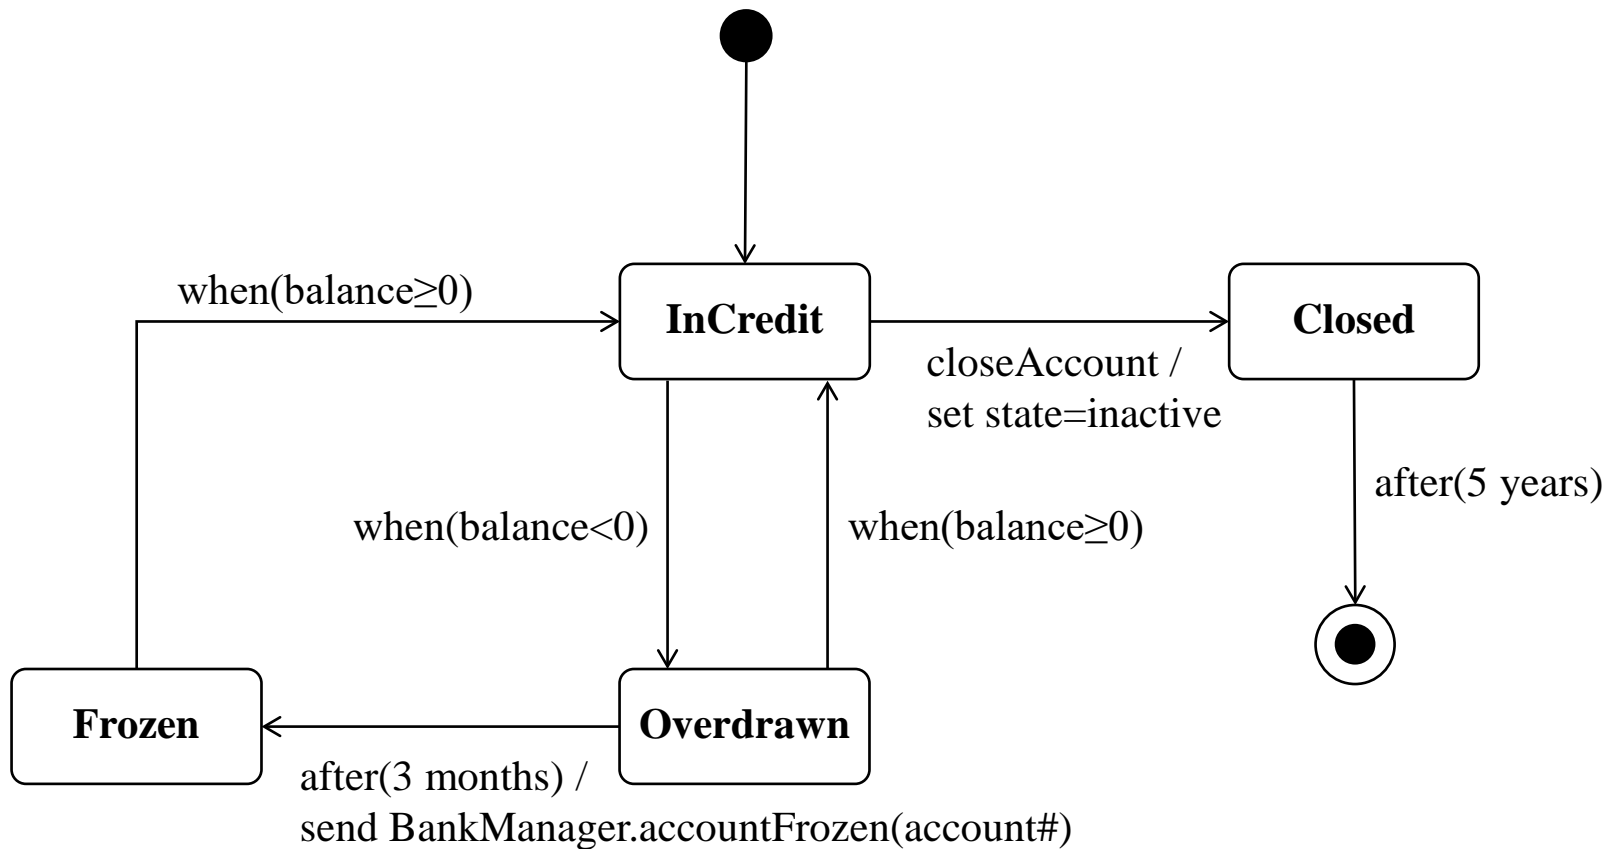 when(balance≥0)
InCredit
Closed
closeAccount /
set state=inactive
after(5 years)
when(balance<0)
when(balance≥0)
Frozen
Overdrawn
after(3 months) /
send BankManager.accountFrozen(account#)